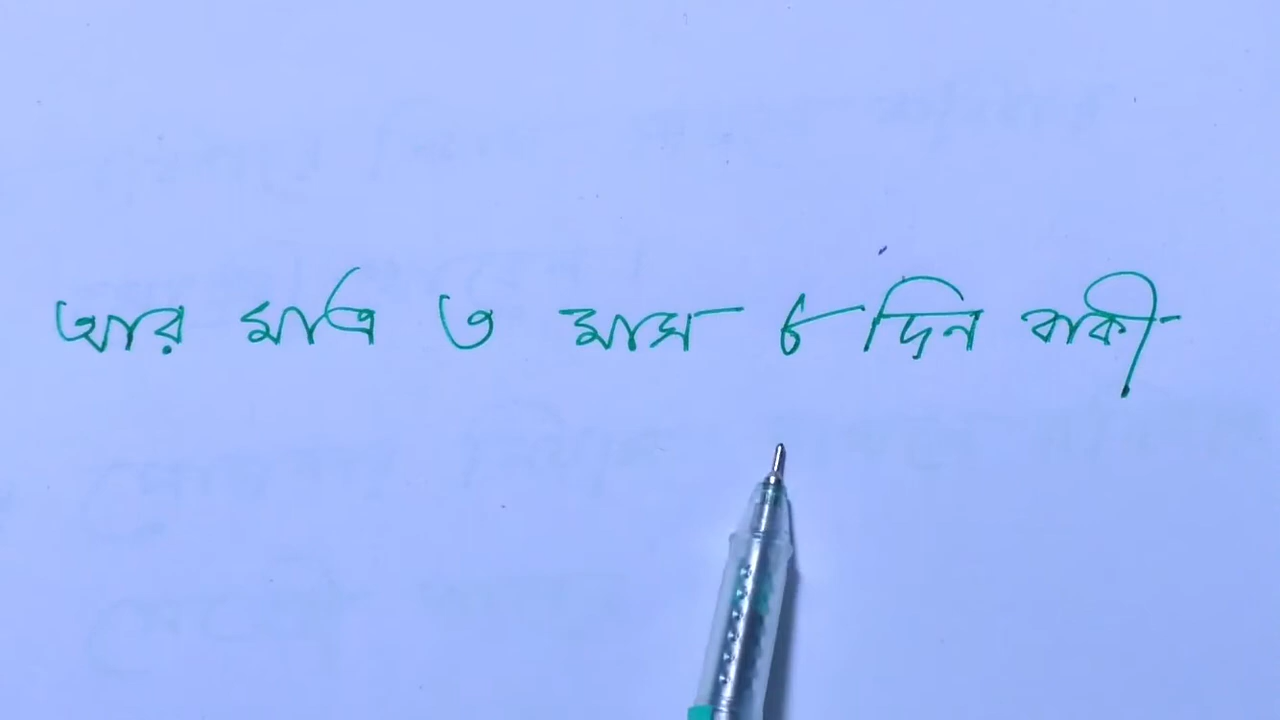 আর মাত্র ৩ মাস ৮ দিন বাকী